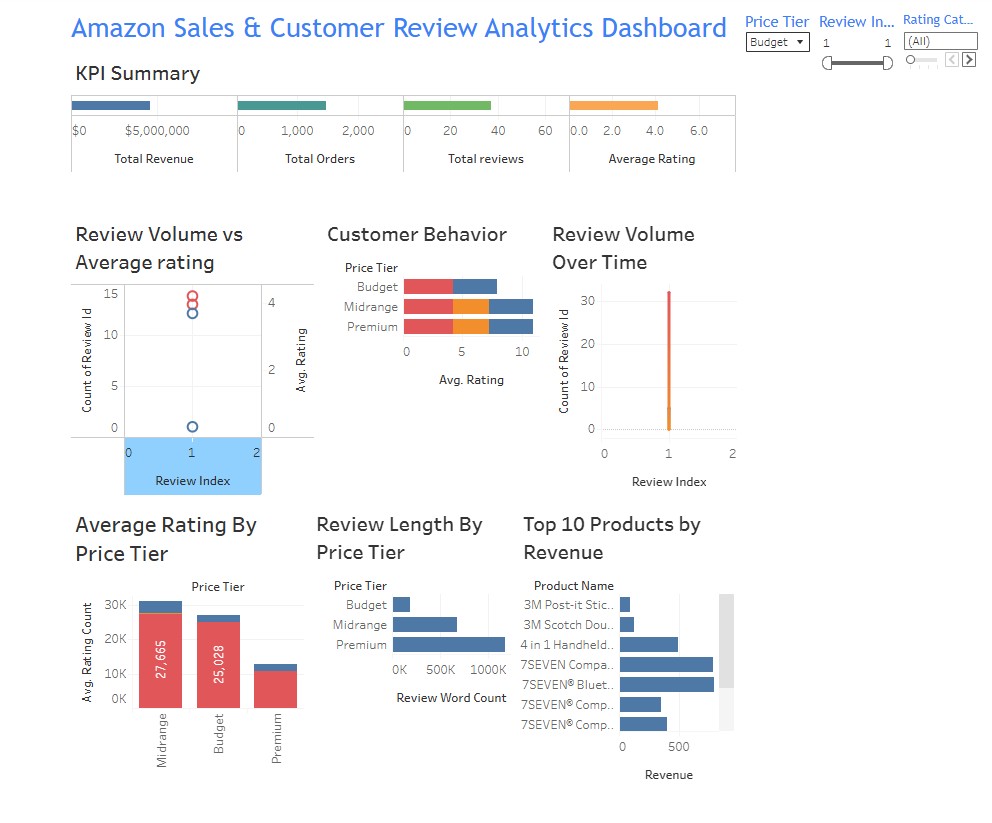 Amazon Sales & Customer Review Analytics Dashboard
Price Tier
Review In...
Rating Cat...
Budget
1
1
(All)
KPI Summary
$0
$5,000,000
0
1,000
2,000
0
20
40
60
0.0
2.0
4.0
6.0
Total Revenue
Total Orders
Total reviews
Average Rating
Review Volume vs
Average rating
15
10
5
0
Count of Review Id
4
2
0
Avg. Rating
0
1
2
Review Index
Customer Behavior
Price Tier
Budget
Midrange
Premium
0
5
10
Avg. Rating
Review Volume
Over Time
30
20
10
0
Count of Review Id
0
1
2
Review Index
Average Rating By
Price Tier
Price Tier
30K
20K
10K
0K
Avg. Rating Count
27,665
25,028
Midrange
Budget
Premium
Review Length By
Price Tier
Price Tier
Budget
Midrange
Premium
0K
500K
1000K
Review Word Count
Top 10 Products by
Revenue
Product Name
3M Post-it Stic..
3M Scotch Dou..
4 in 1 Handheld..
7SEVEN Compa..
7SEVEN® Bluet..
7SEVEN® Comp..
7SEVEN® Comp..
0
500
Revenue